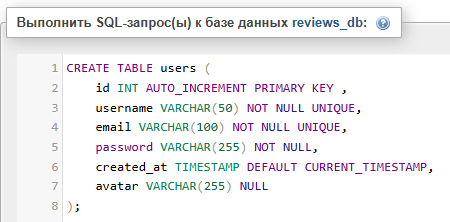 Выполнить SQL-запрос(ы) к базе данных reviews_db:
1 CREATE TABLE users (
2     id INT AUTO_INCREMENT PRIMARY KEY ,
3     username VARCHAR(50) NOT NULL UNIQUE,
4     email VARCHAR(100) NOT NULL UNIQUE,
5     password VARCHAR(255) NOT NULL,
6     created_at TIMESTAMP DEFAULT CURRENT_TIMESTAMP,
7     avatar VARCHAR(255) NULL
8 );